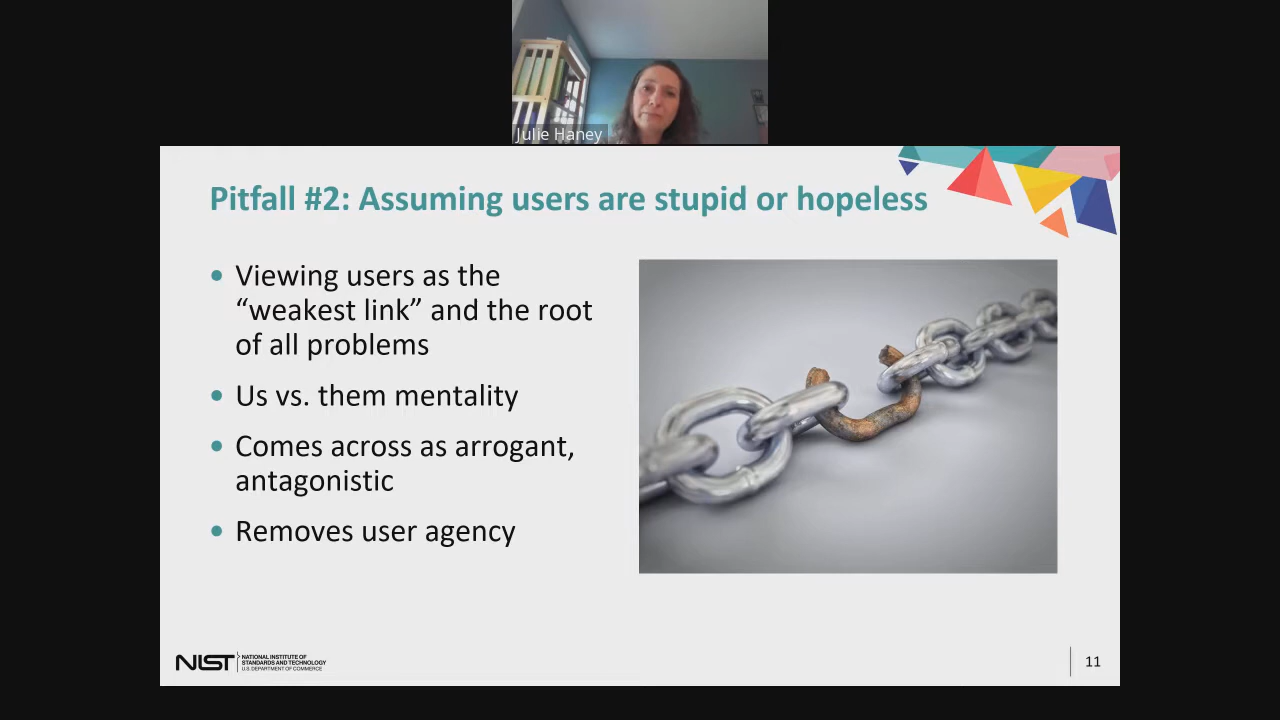 Julie Haney
Pitfall #2: Assuming users are stupid or hopeless
• Viewing users as the
“weakest link” and the root
of all problems
• Us vs. them mentality
• Comes across as arrogant,
antagonistic
• Removes user agency
NIST
NATIONAL INSTITUTE OF
STANDARDS AND TECHNOLOGY
U.S. DEPARTMENT OF COMMERCE
11